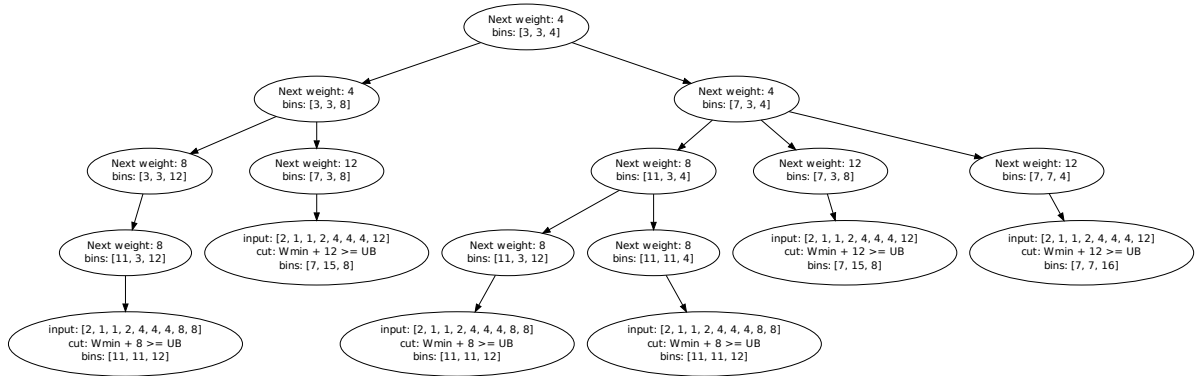 Next weight: 4
bins: [3, 3, 4]
Next weight: 4
bins: [3, 3, 8]
Next weight: 4
bins: [7, 3, 4]
Next weight: 8
bins: [3, 3, 12]
Next weight: 12
bins: [7, 3, 8]
Next weight: 8
bins: [11, 3, 4]
Next weight: 12
bins: [7, 3, 8]
Next weight: 12
bins: [7, 7, 4]
Next weight: 8
bins: [11, 3, 12]
input: [2, 1, 1, 2, 4, 4, 4, 12]
cut: Wmin + 12 >= UB
bins: [7, 15, 8]
Next weight: 8
bins: [11, 3, 12]
Next weight: 8
bins: [11, 11, 4]
input: [2, 1, 1, 2, 4, 4, 4, 12]
cut: Wmin + 12 >= UB
bins: [7, 15, 8]
input: [2, 1, 1, 2, 4, 4, 4, 12]
cut: Wmin + 12 >= UB
bins: [7, 7, 16]
input: [2, 1, 1, 2, 4, 4, 4, 8, 8]
cut: Wmin + 8 >= UB
bins: [11, 11, 12]
input: [2, 1, 1, 2, 4, 4, 4, 8, 8]
cut: Wmin + 8 >= UB
bins: [11, 11, 12]
input: [2, 1, 1, 2, 4, 4, 4, 8, 8]
cut: Wmin + 8 >= UB
bins: [11, 11, 12]